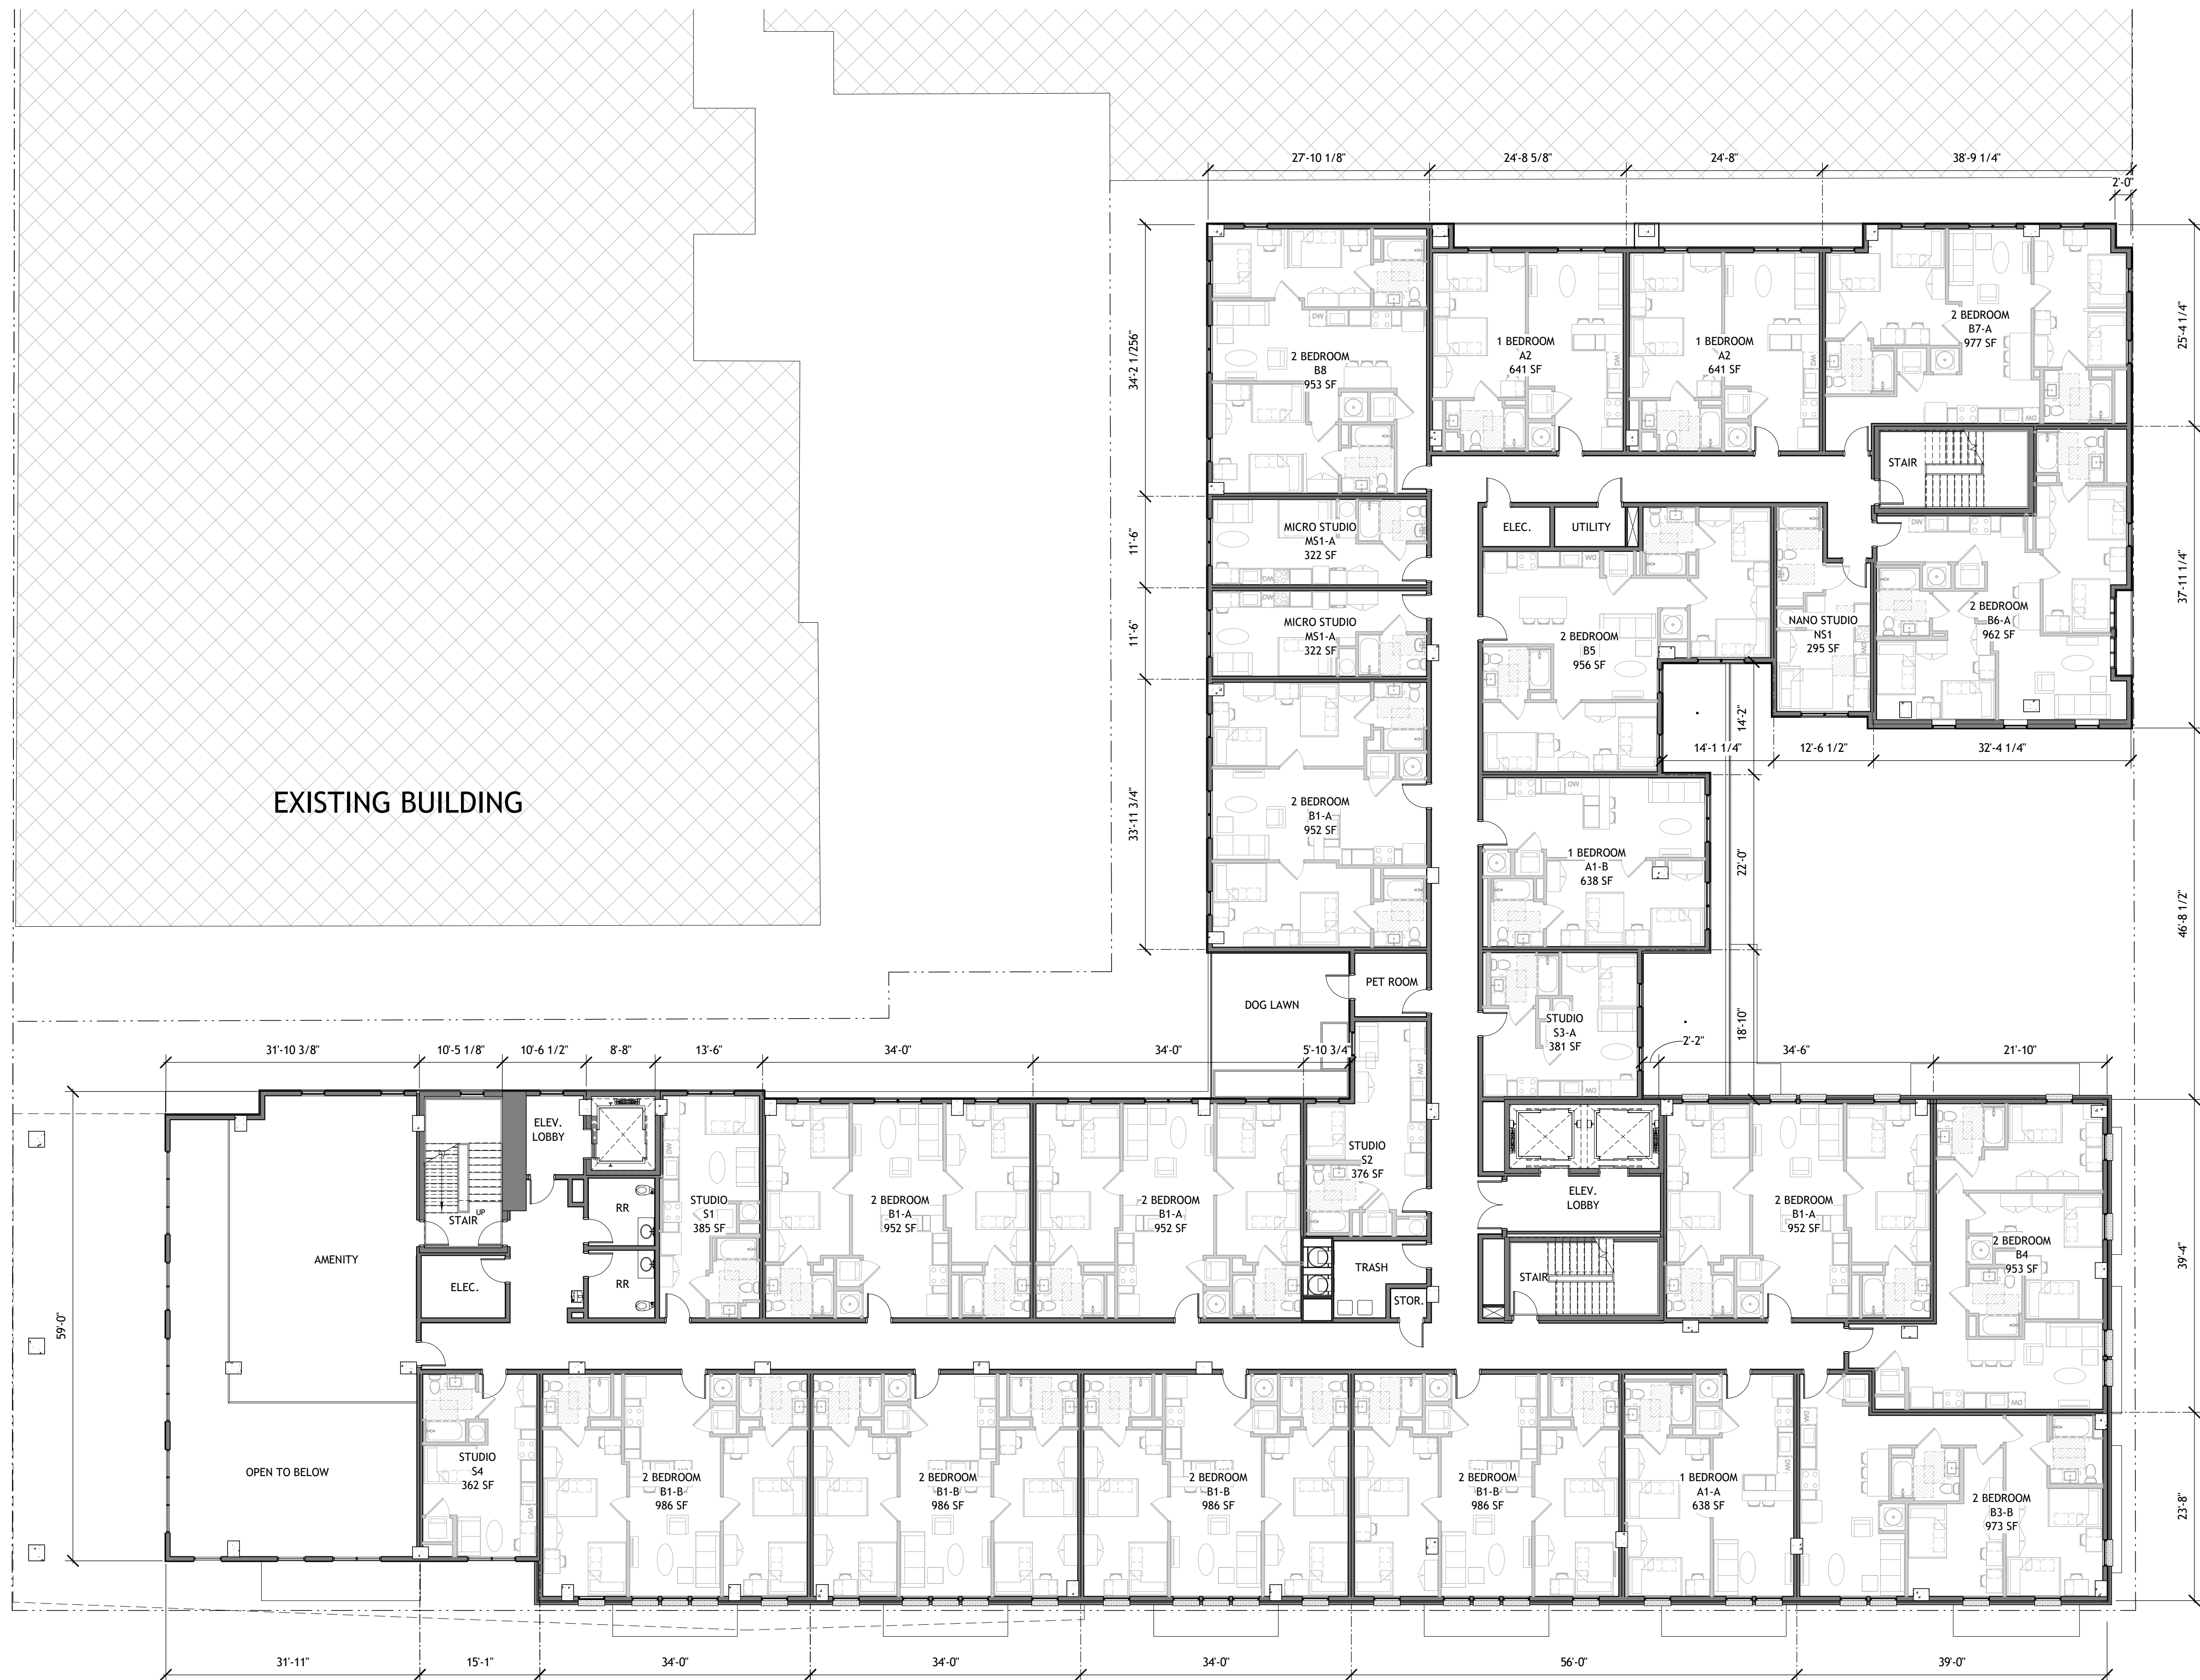 27'-10 1/8"
24'-8 5/8"
24'-8"
38'-9 1/4"
2'-0"
34'-2 1/256"
11'-6"
11'-6"
33'-11 3/4"
25'-4 1/4"
37'-11 1/4"
46'-8 1/2"
39'-4"
23'-8"
2 BEDROOM
B8
953 SF
1 BEDROOM
A2
641 SF
1 BEDROOM
A2
641 SF
2 BEDROOM
B7-A
977 SF
STAIR
MICRO STUDIO
MS1-A
322 SF
ELEC.
UTILITY
MICRO STUDIO
MS1-A
322 SF
2 BEDROOM
B5
956 SF
NANO STUDIO
NS1
295 SF
2 BEDROOM
B6-A
962 SF
14'-2"
14'-1 1/4"
12'-6 1/2"
32'-4 1/4"
EXISTING BUILDING
2 BEDROOM
B1-A
952 SF
1 BEDROOM
A1-B
638 SF
22'-0"
DOG LAWN
PET ROOM
STUDIO
S3-A
381 SF
18'-10"
2'-2"
34'-6"
21'-10"
31'-10 3/8"
10'-5 1/8"
10'-6 1/2"
8'-8"
13'-6"
34'-0"
34'-0"
5'-10 3/4"
59'-0"
ELEV.
LOBBY
STAIR
UP
RR
RR
ELEC.
AMENITY
OPEN TO BELOW
STUDIO
S1
385 SF
2 BEDROOM
B1-A
952 SF
2 BEDROOM
B1-A
952 SF
STUDIO
S2
376 SF
TRASH
STOR.
ELEV.
LOBBY
STAIR
2 BEDROOM
B1-A
952 SF
2 BEDROOM
B4
953 SF
STUDIO
S4
362 SF
2 BEDROOM
B1-B
986 SF
2 BEDROOM
B1-B
986 SF
2 BEDROOM
B1-B
986 SF
2 BEDROOM
B1-B
986 SF
1 BEDROOM
A1-A
638 SF
2 BEDROOM
B3-B
973 SF
31'-11"
15'-1"
34'-0"
34'-0"
34'-0"
56'-0"
39'-0"